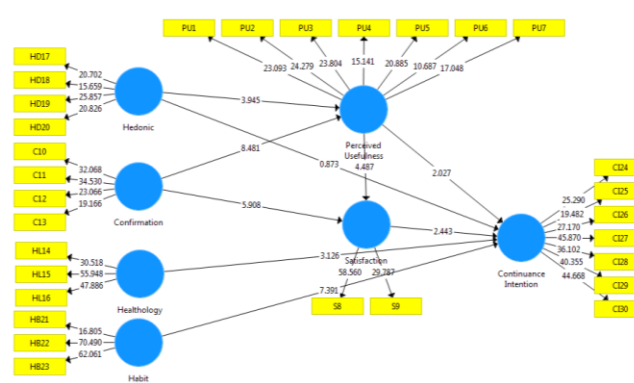 PU1 PU2 PU3 PU4 PU5 PU6 PU7
23.093 24.279 23.804 15.141 20.885 10.687 17.048
HD17
HD18
HD19
HD20
20.702
15.659
25.857
20.826
Hedonic
3.945
Perceived
Usefulness
8.481
0.873
4.487
2.027
C10
C11
C12
C13
32.068
34.530
23.066
19.166
Confirmation
5.908
Satisfaction
2.443
58.560 29.787
S8 S9
HL14
HL15
HL16
30.518
55.948
47.886
Healthology
3.126
HB21
HB22
HB23
16.805
70.490
62.061
Habit
7.391
Continuance
Intention
25.290
19.482
27.170
45.870
36.102
40.355
44.668
CI24
CI25
CI26
CI27
CI28
CI29
CI30